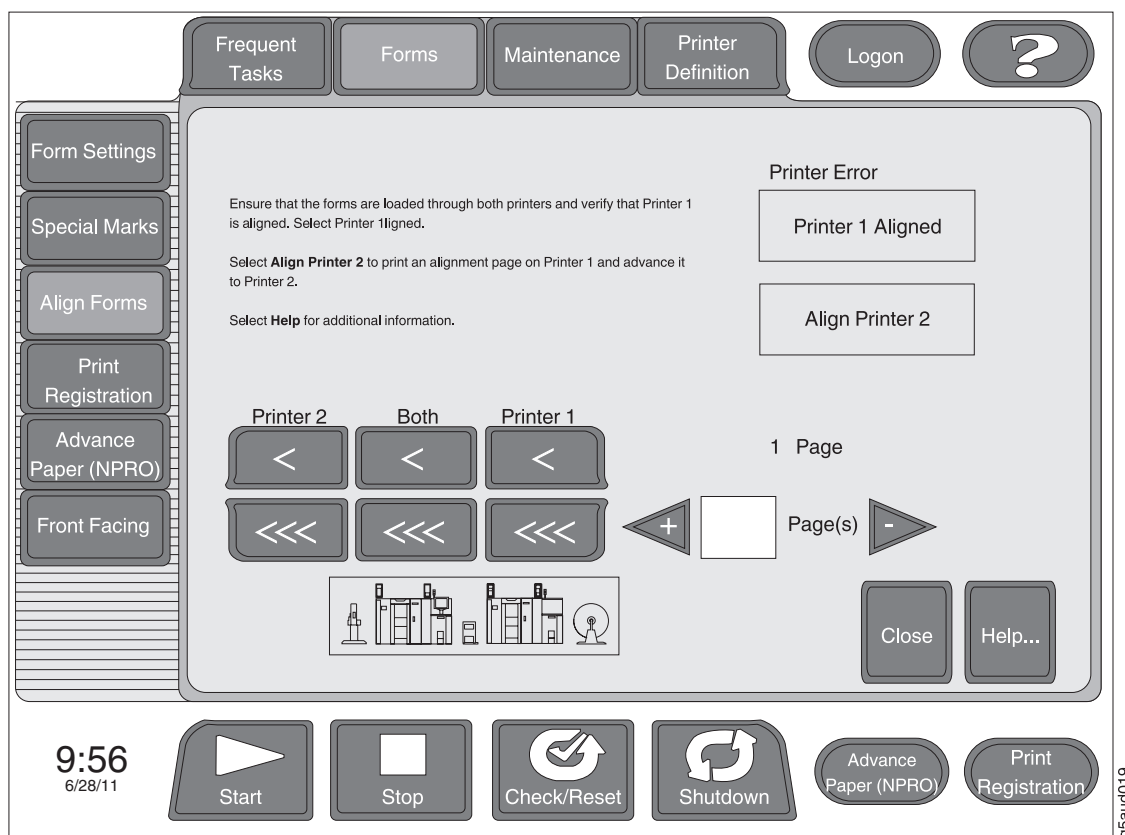 Frequent
Tasks
Forms
Maintenance
Printer
Definition
Logon
?
Form Settings
Special Marks
Align Forms
Print
Registration
Advance
Paper (NPRO)
Front Facing
Ensure that the forms are loaded through both printers and verify that Printer 1
is aligned. Select Printer 1ligned.
Select Align Printer 2 to print an alignment page on Printer 1 and advance it
to Printer 2.
Select Help for additional information.
Printer Error
Printer 1 Aligned
Align Printer 2
Printer 2
Both
Printer 1
<
<
<
1 Page
<<<
<<<
<<<
+
Page(s)
-
Close
Help...
9:56
6/28/11
Start
Stop
Check/Reset
Shutdown
Advance
Paper (NPRO)
Print
Registration